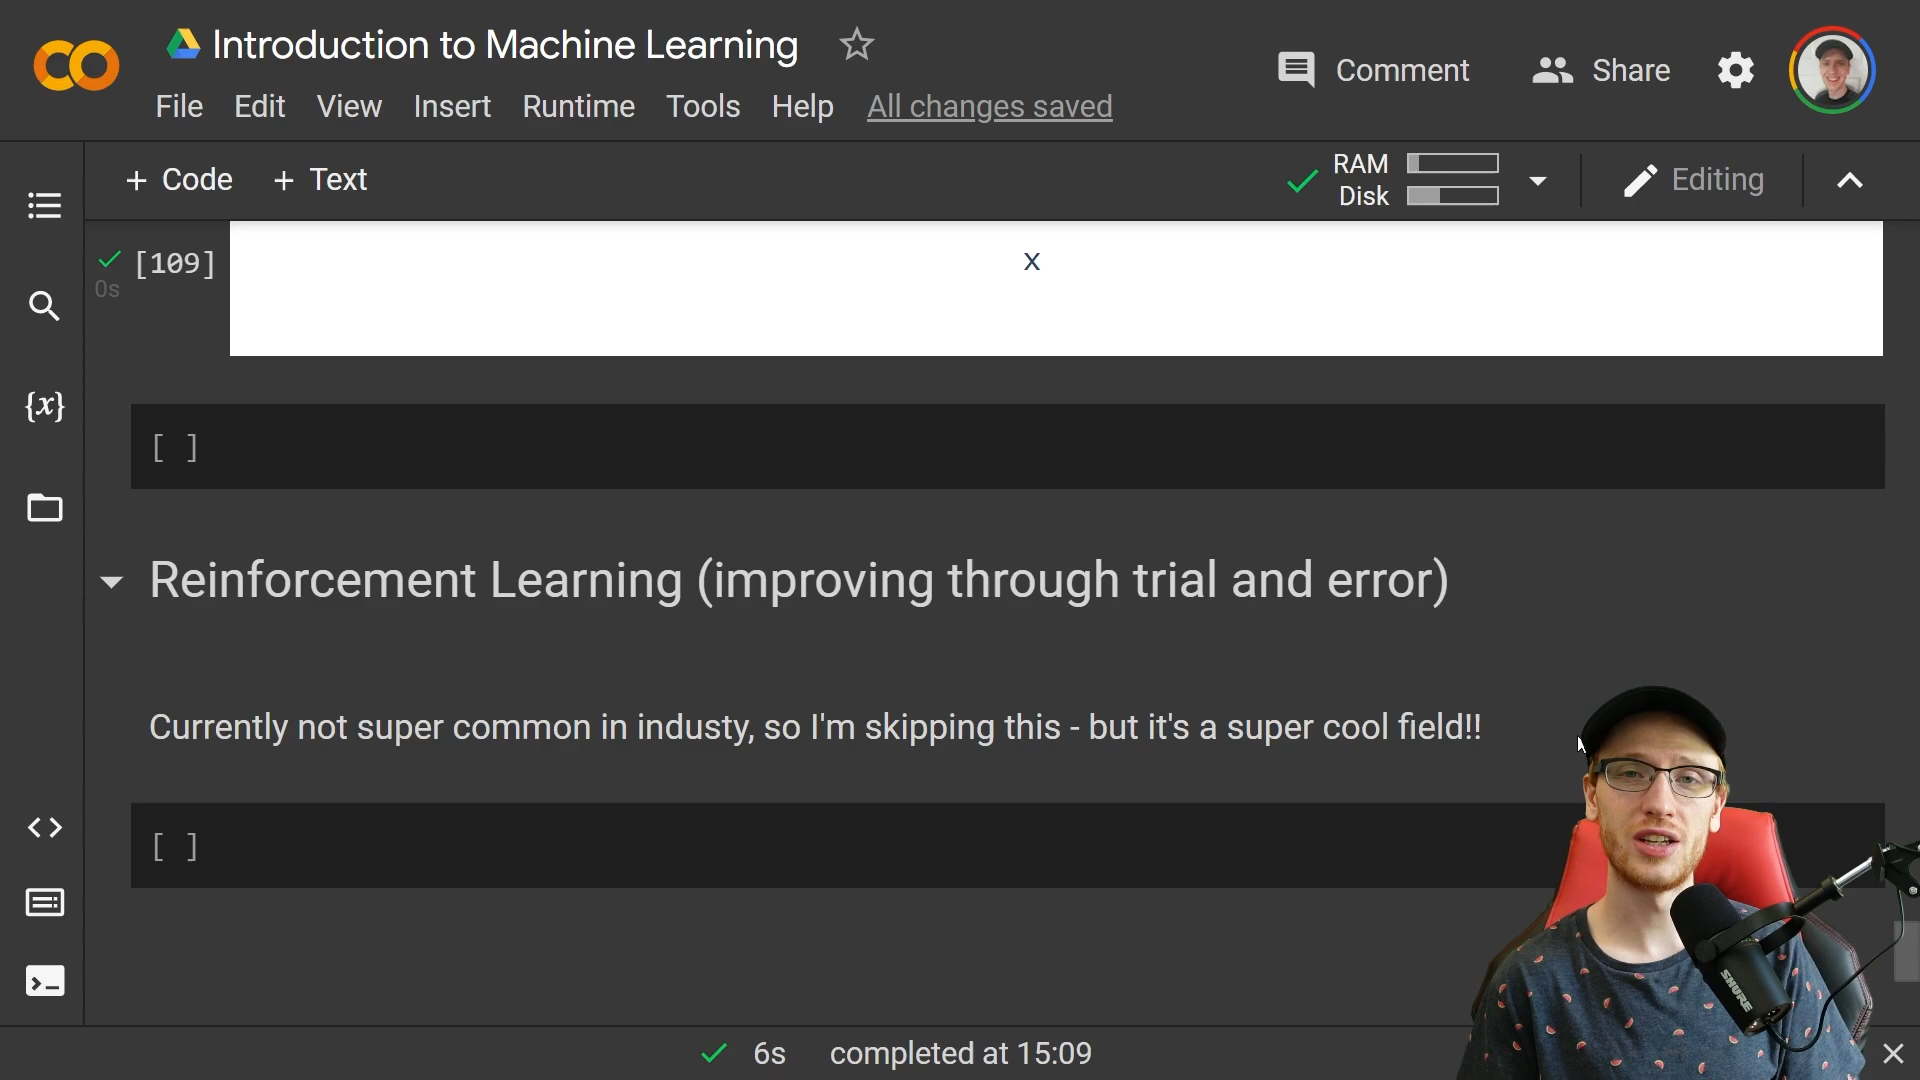 Introduction to Machine Learning
Comment
Share
File Edit View Insert Runtime Tools Help All changes saved
+ Code + Text
RAM
Disk
Editing
[109]
0s
x
{x}
[ ]
Reinforcement Learning (improving through trial and error)
Currently not super common in industy, so I'm skipping this - but it's a super cool field!!
[ ]
SHURE
6s completed at 15:09